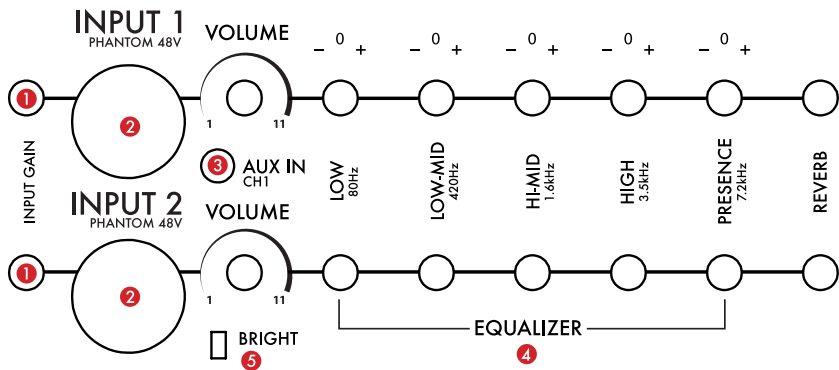 INPUT 1
PHANTOM 48V
VOLUME
− 0 +
− 0 +
− 0 +
− 0 +
− 0 +
1
2
1 11
3
AUX IN
CH1
INPUT GAIN
LOW
80Hz
LOW-MID
420Hz
HI-MID
1.6kHz
HIGH
3.5kHz
PRESENCE
7.2kHz
REVERB
INPUT 2
PHANTOM 48V
VOLUME
1
2
1 11
BRIGHT
5
EQUALIZER
4